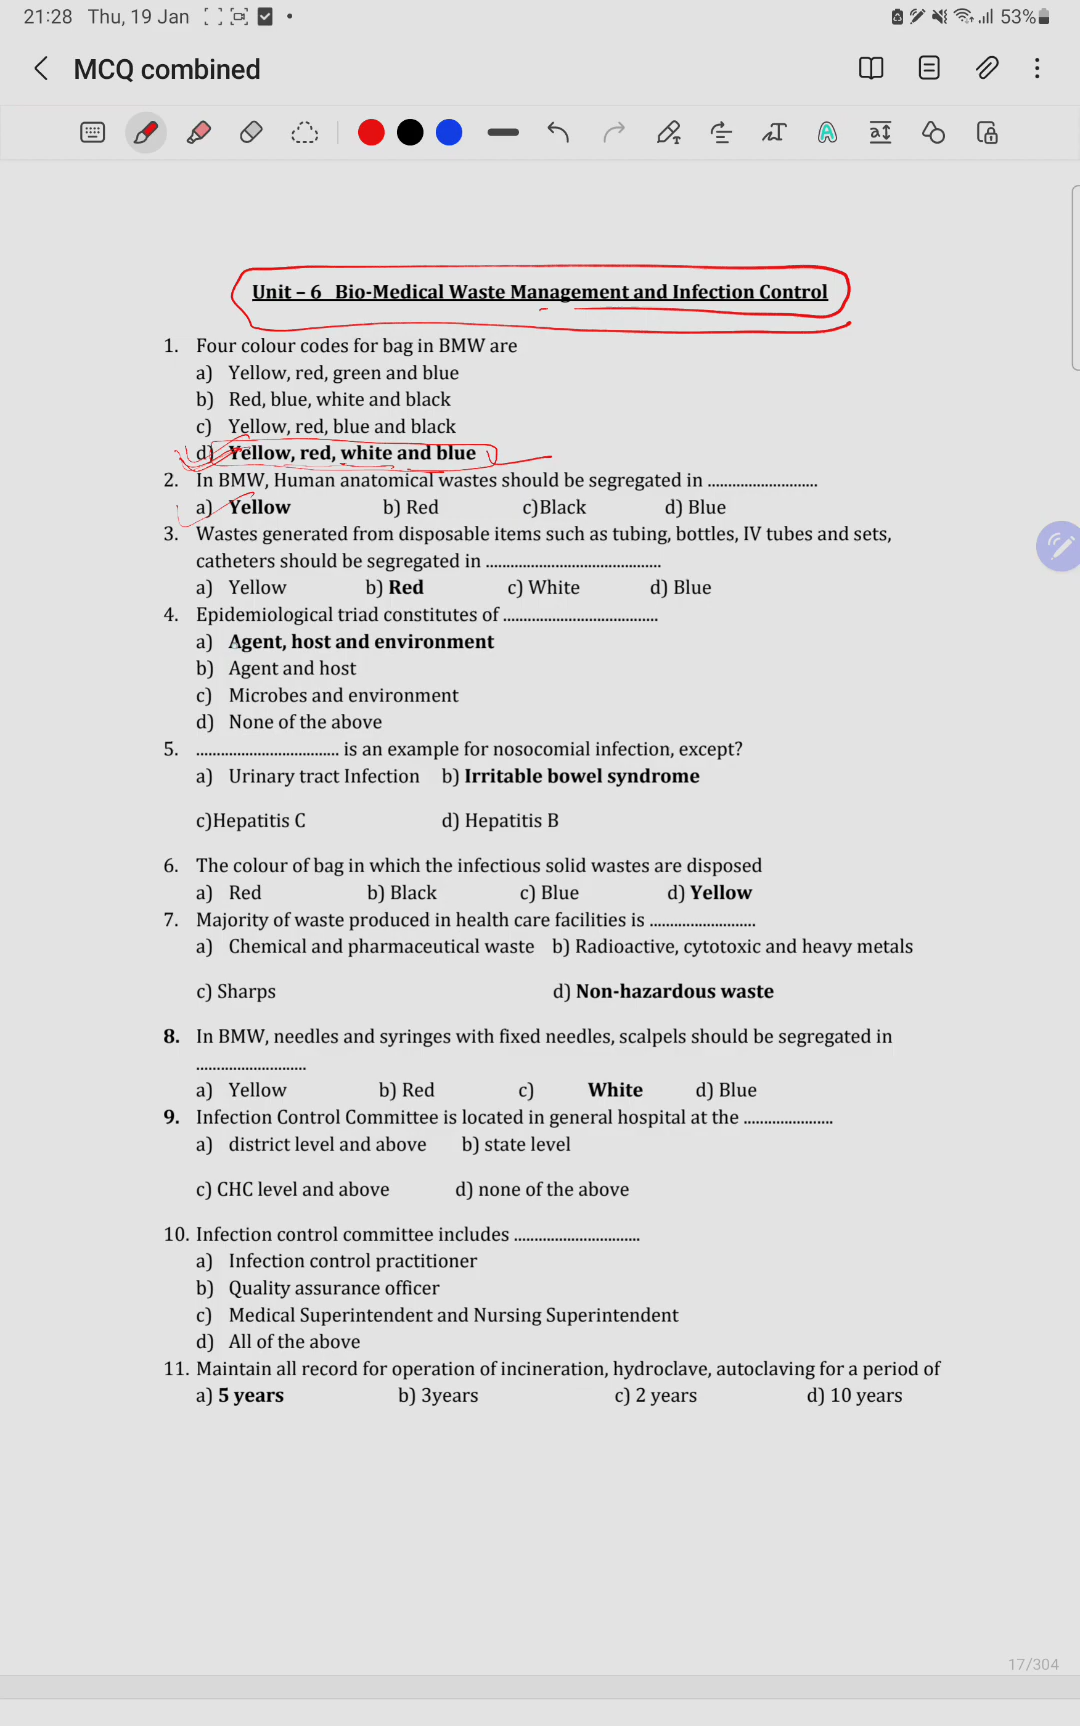 21:28 Thu, 19 Jan
53%
MCQ combined
Unit – 6 Bio-Medical Waste Management and Infection Control
1. Four colour codes for bag in BMW are
a) Yellow, red, green and blue
b) Red, blue, white and black
c) Yellow, red, blue and black
d) Yellow, red, white and blue
2. In BMW, Human anatomical wastes should be segregated in ...........................
a) Yellow b) Red c)Black d) Blue
3. Wastes generated from disposable items such as tubing, bottles, IV tubes and sets,
catheters should be segregated in ...........................................
a) Yellow b) Red c) White d) Blue
4. Epidemiological triad constitutes of ......................................
a) Agent, host and environment
b) Agent and host
c) Microbes and environment
d) None of the above
5. ................................... is an example for nosocomial infection, except?
a) Urinary tract Infection b) Irritable bowel syndrome
c)Hepatitis C d) Hepatitis B
6. The colour of bag in which the infectious solid wastes are disposed
a) Red b) Black c) Blue d) Yellow
7. Majority of waste produced in health care facilities is ..........................
a) Chemical and pharmaceutical waste b) Radioactive, cytotoxic and heavy metals
c) Sharps d) Non-hazardous waste
8. In BMW, needles and syringes with fixed needles, scalpels should be segregated in
...........................
a) Yellow b) Red c) White d) Blue
9. Infection Control Committee is located in general hospital at the ......................
a) district level and above b) state level
c) CHC level and above d) none of the above
10. Infection control committee includes ...............................
a) Infection control practitioner
b) Quality assurance officer
c) Medical Superintendent and Nursing Superintendent
d) All of the above
11. Maintain all record for operation of incineration, hydroclave, autoclaving for a period of
a) 5 years b) 3years c) 2 years d) 10 years
17/304